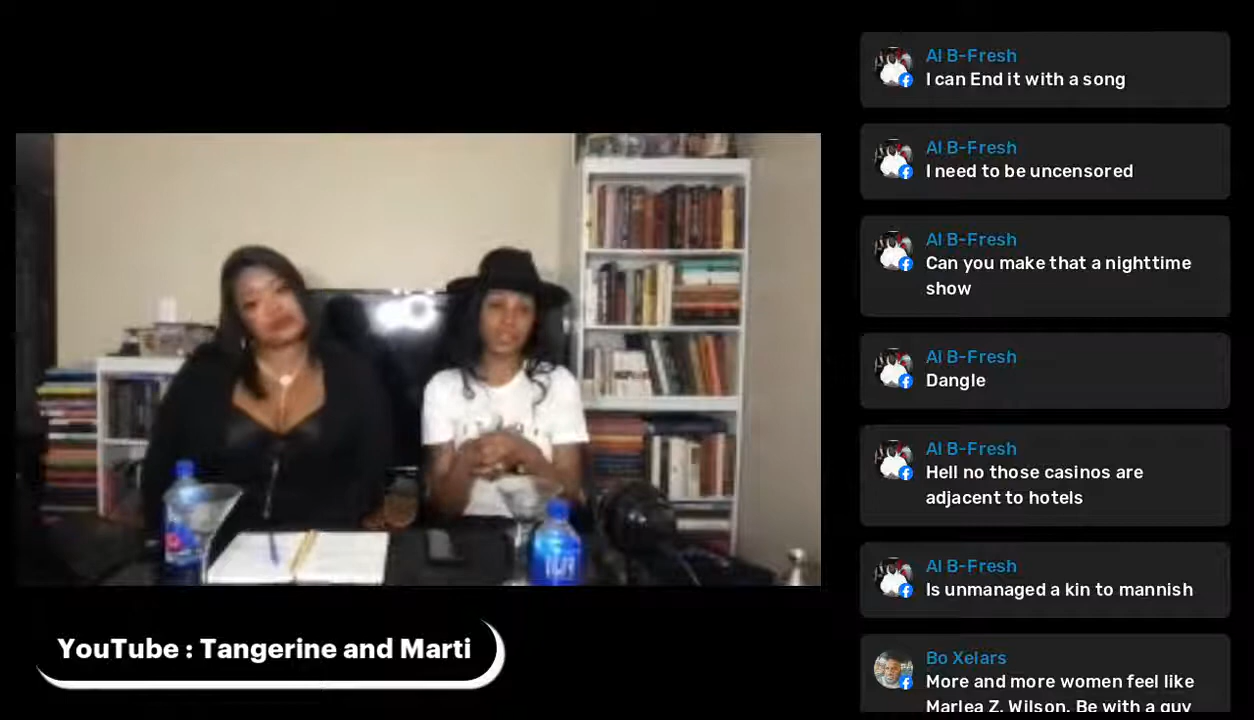 Al B-Fresh
I can End it with a song
Al B-Fresh
I need to be uncensored
Al B-Fresh
Can you make that a nighttime
show
Al B-Fresh
Dangle
Al B-Fresh
Hell no those casinos are
adjacent to hotels
Al B-Fresh
Is unmanaged a kin to mannish
Bo Xelars
More and more women feel like
Marlea Z. Wilson. Be with a guy
YouTube : Tangerine and Marti